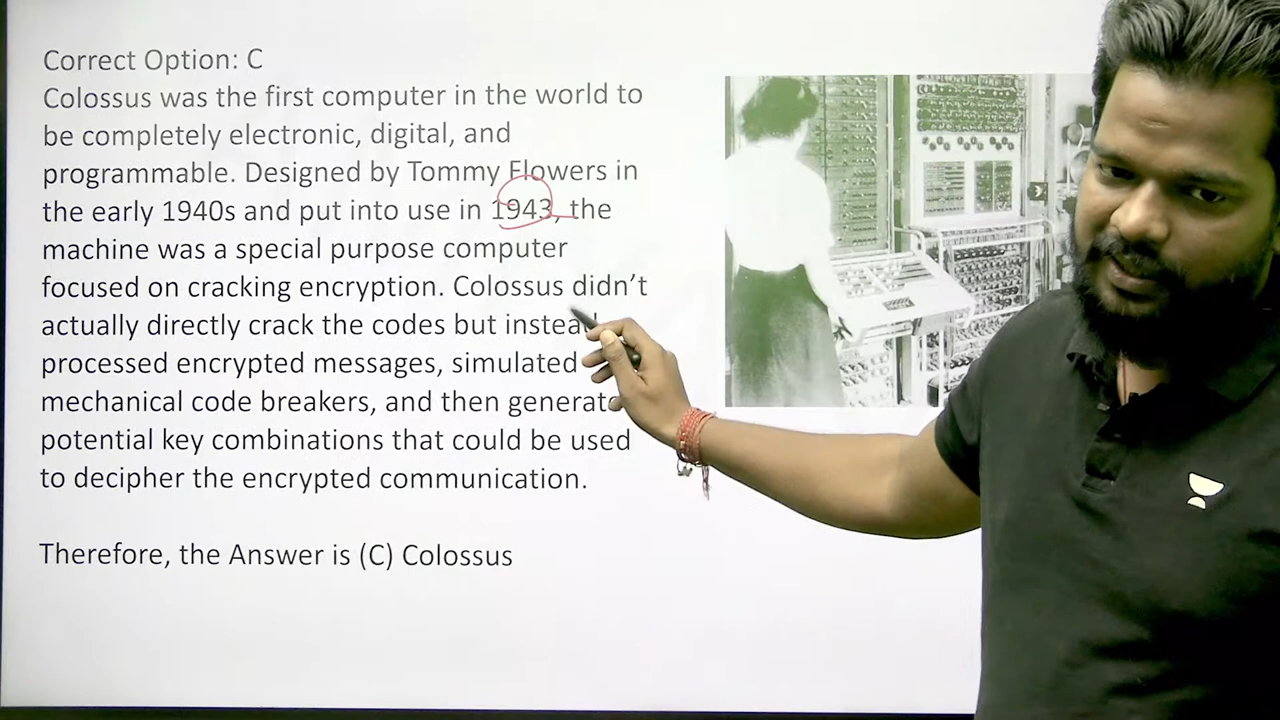 Correct Option: C
Colossus was the first computer in the world to
be completely electronic, digital, and
programmable. Designed by Tommy Flowers in
the early 1940s and put into use in 1943, the
machine was a special purpose computer
focused on cracking encryption. Colossus didn't
actually directly crack the codes but instead
processed encrypted messages, simulated
mechanical code breakers, and then generate
potential key combinations that could be used
to decipher the encrypted communication.
Therefore, the Answer is (C) Colossus